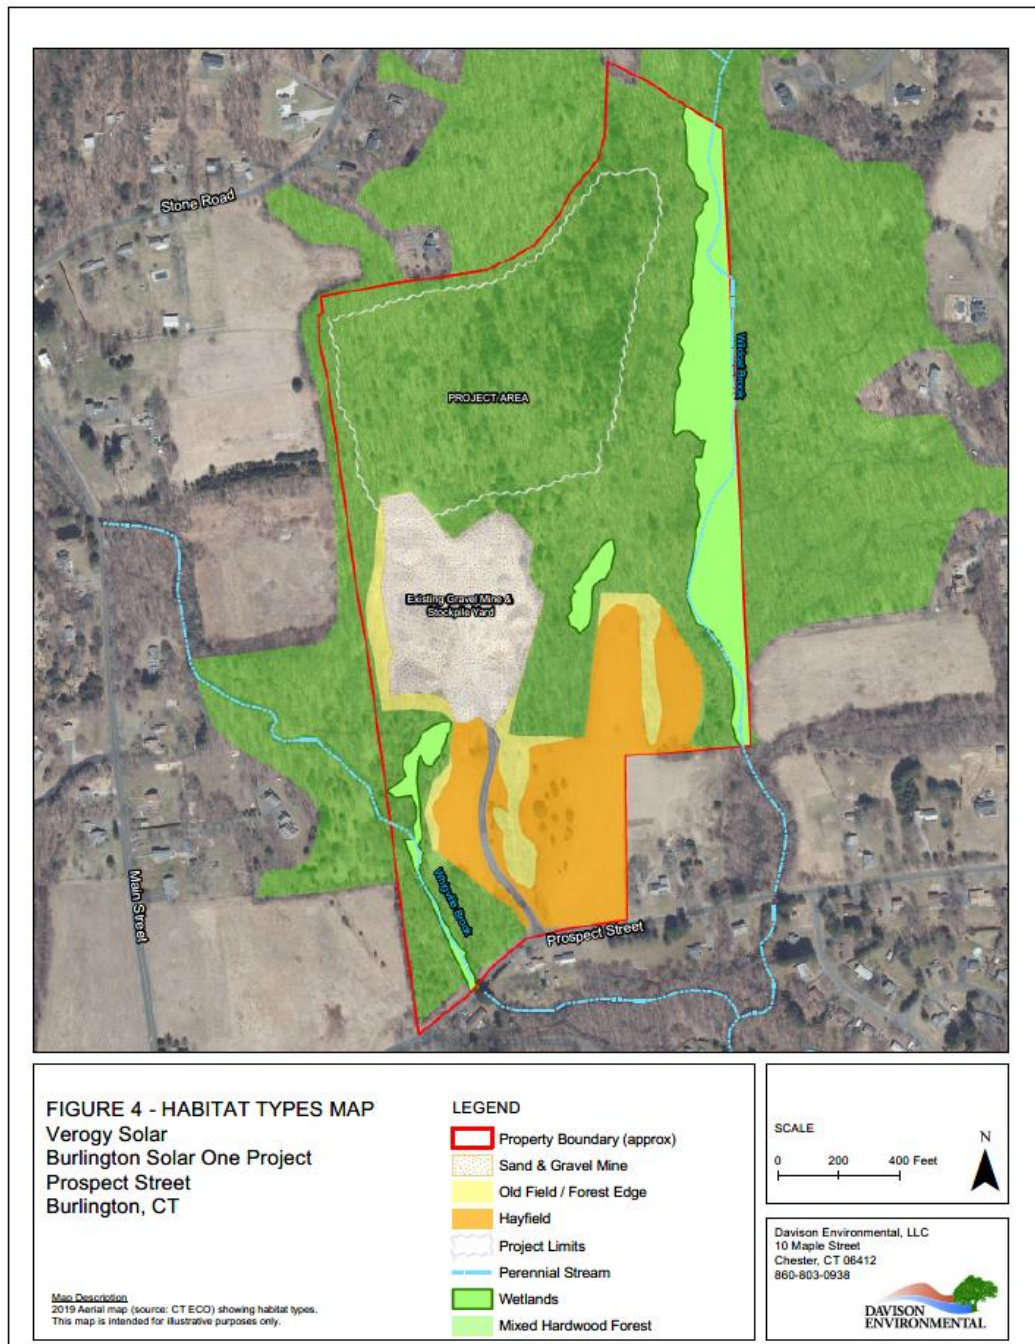 Stone Road
Wildcat Brook
PROJECT AREA
Existing Gravel Mine &
Stockpile Yard
Main Street
Wingville Brook
Prospect Street
FIGURE 4 - HABITAT TYPES MAP
Verogy Solar
Burlington Solar One Project
Prospect Street
Burlington, CT
Map Description
2019 Aerial map (source: CT ECO) showing habitat types.
This map is intended for illustrative purposes only.
LEGEND
Property Boundary (approx)
Sand & Gravel Mine
Old Field / Forest Edge
Hayfield
Project Limits
Perennial Stream
Wetlands
Mixed Hardwood Forest
SCALE
0 200 400 Feet
N
Davison Environmental, LLC
10 Maple Street
Chester, CT 06412
860-803-0938
DAVISON
ENVIRONMENTAL